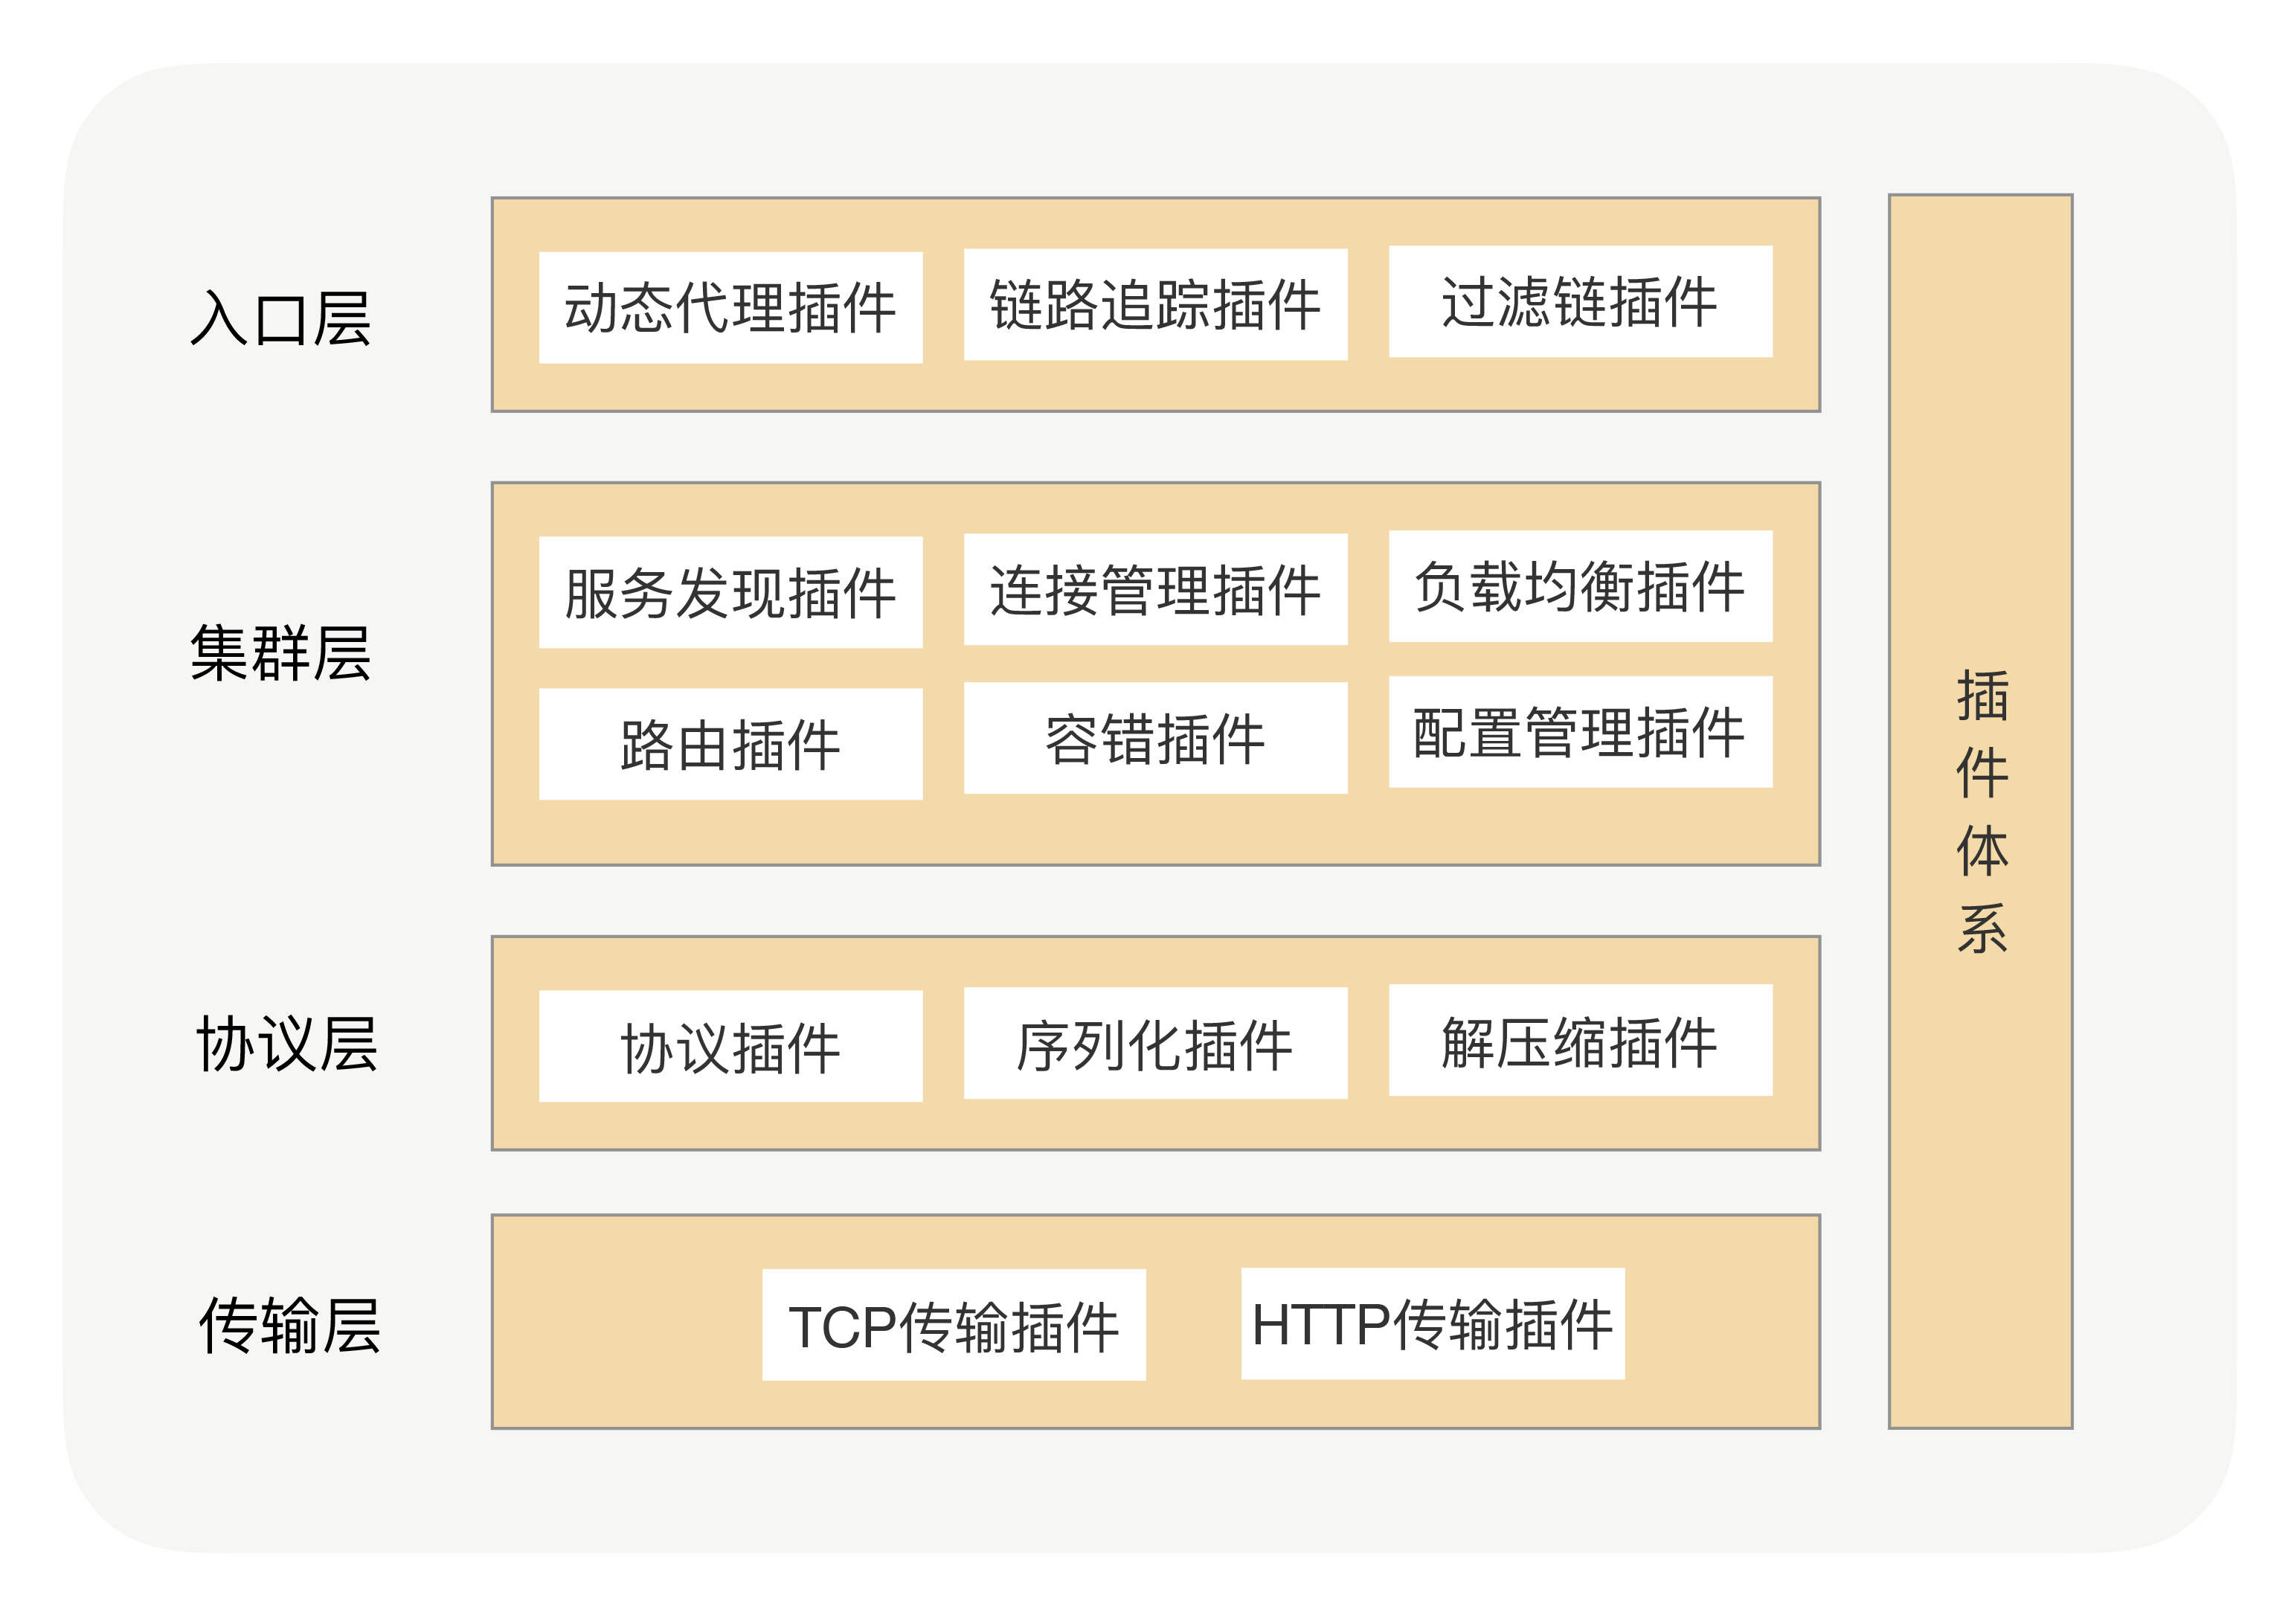 入口层
动态代理插件
链路追踪插件
过滤链插件
集群层
服务发现插件
连接管理插件
负载均衡插件
路由插件
容错插件
配置管理插件
协议层
协议插件
序列化插件
解压缩插件
传输层
TCP传输插件
HTTP传输插件
插
件
体
系